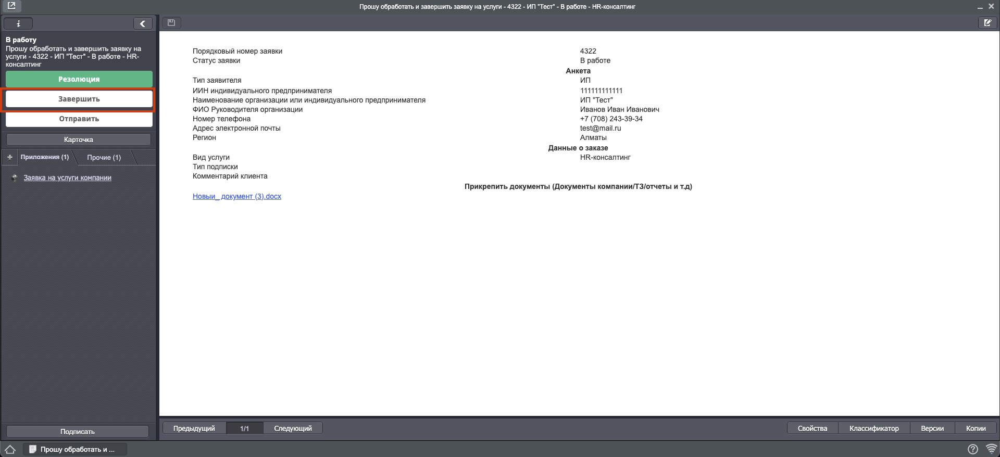 Прошу обработать и завершить заявку на услуги - 4322 - ИП "Тест" - В работе - HR-консалтинг
i
В работу
Прошу обработать и завершить заявку на
услуги - 4322 - ИП "Тест" - В работе - HR-
консалтинг
Резолюция
Завершить
Отправить
Карточка
Приложения (1)
Прочие (1)
Заявка на услуги компании
Подписать
Порядковый номер заявки 4322
Статус заявки В работе
Анкета
Тип заявителя ИП
ИИН индивидуального предпринимателя 111111111111
Наименование организации или индивидуального предпринимателя ИП "Тест"
ФИО Руководителя организации Иванов Иван Иванович
Номер телефона +7 (708) 243-39-34
Адрес электронной почты test@mail.ru
Регион Алматы
Данные о заказе
Вид услуги HR-консалтинг
Тип подписки
Комментарий клиента
Прикрепить документы (Документы компании/ТЗ/отчеты и т.д)
Новыи_ документ (3).docx
Предыдущий 1/1 Следующий
Свойства Классификатор Версии Копии
Прошу обработать и ...